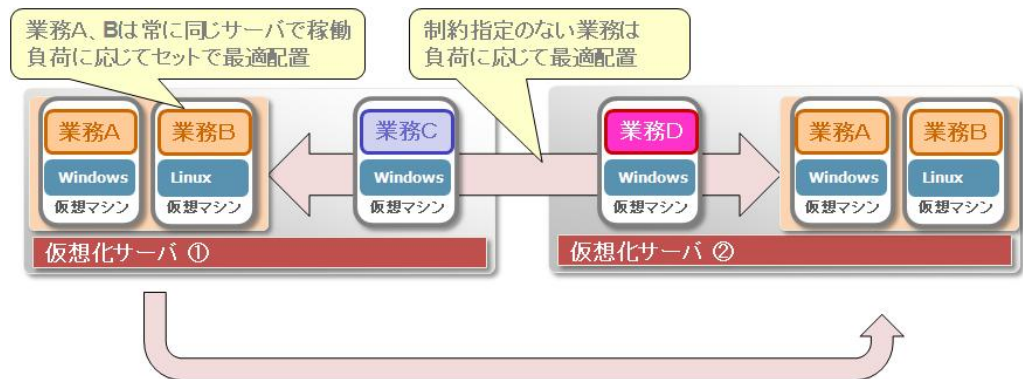 業務A、Bは常に同じサーバで稼働
負荷に応じてセットで最適配置
制約指定のない業務は
負荷に応じて最適配置
業務A
業務B
業務C
業務D
業務A
業務B
Windows
Linux
Windows
Windows
Windows
Linux
仮想マシン
仮想マシン
仮想マシン
仮想マシン
仮想マシン
仮想マシン
仮想化サーバ ①
仮想化サーバ ②